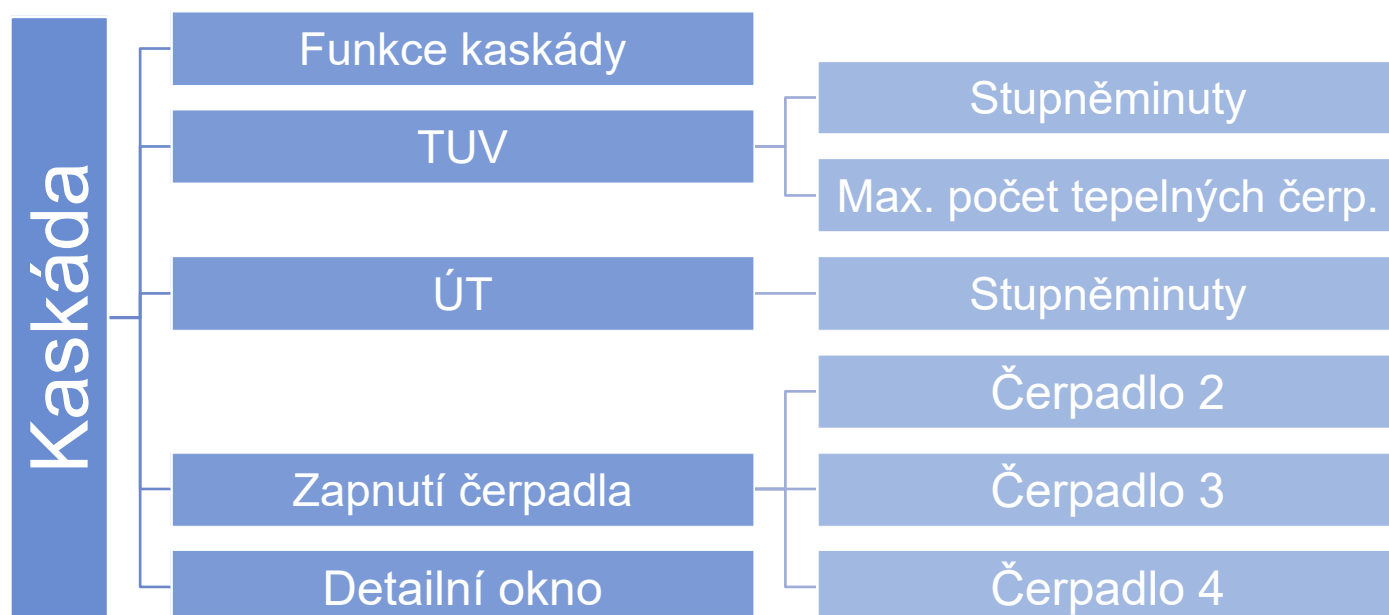 Kaskáda
Funkce kaskády
TUV
Stupněminuty
Max. počet tepelných čerp.
ÚT
Stupněminuty
Zapnutí čerpadla
Čerpadlo 2
Čerpadlo 3
Čerpadlo 4
Detailní okno